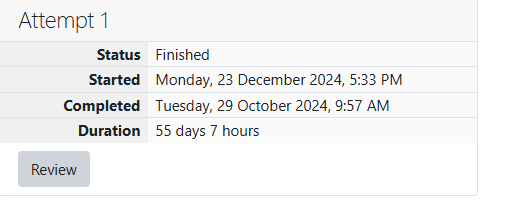 Attempt 1
Status Finished
Started Monday, 23 December 2024, 5:33 PM
Completed Tuesday, 29 October 2024, 9:57 AM
Duration 55 days 7 hours
Review